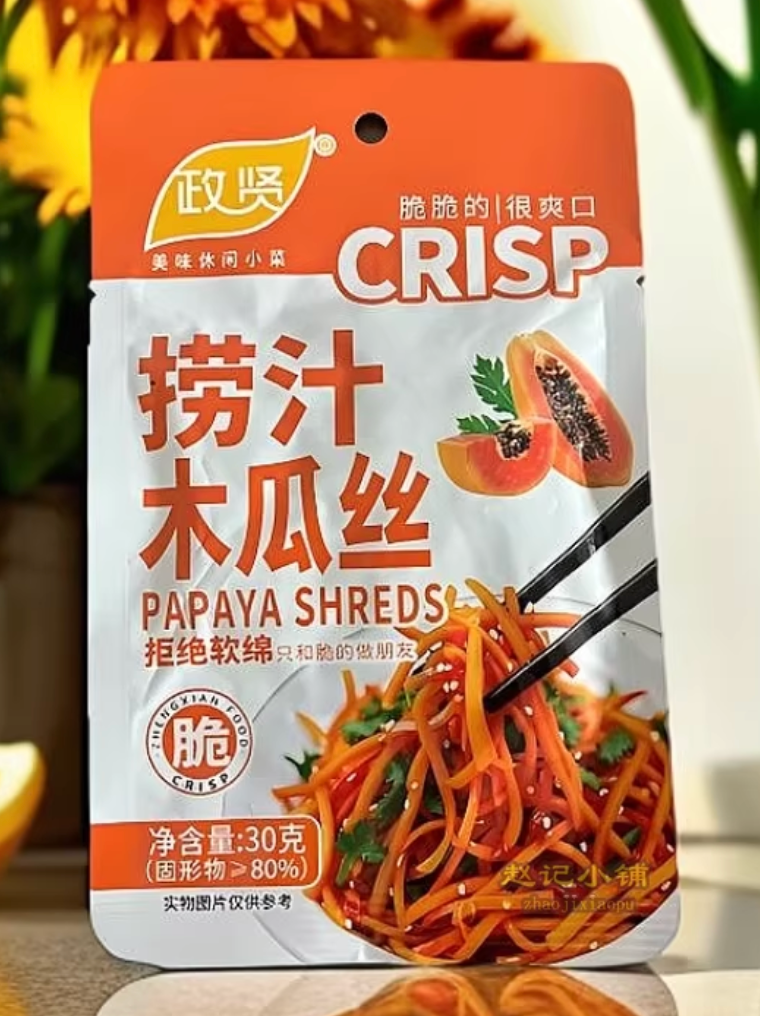 政贤
美味休闲小菜
脆脆的|很爽口
CRISP
捞汁
木瓜丝
PAPAYA SHREDS
拒绝软绵只和脆的做朋友
ZHENGXIAN FOOD
脆
CRISP
净含量:30克
(固形物≥80%)
实物图片仅供参考
赵记小铺
zhaojixiaopu